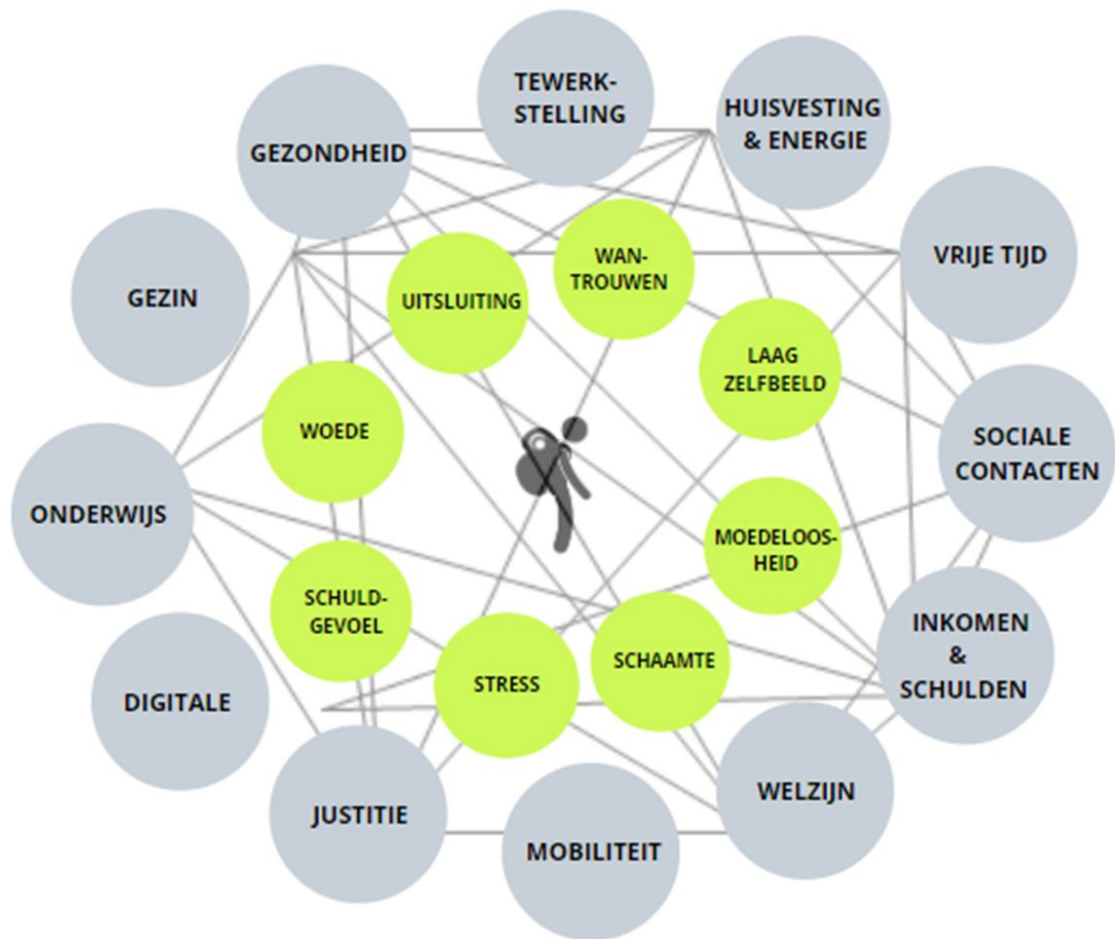 TEWERK-
STELLING
HUISVESTING
& ENERGIE
GEZONDHEID
VRIJE TIJD
WAN-
TROUWEN
UITSLUITING
GEZIN
LAAG
ZELFBEELD
WOEDE
SOCIALE
CONTACTEN
ONDERWIJS
MOEDELOOS-
HEID
SCHULD-
GEVOEL
INKOMEN
&
SCHULDEN
SCHAAMTE
STRESS
DIGITALE
WELZIJN
JUSTITIE
MOBILITEIT